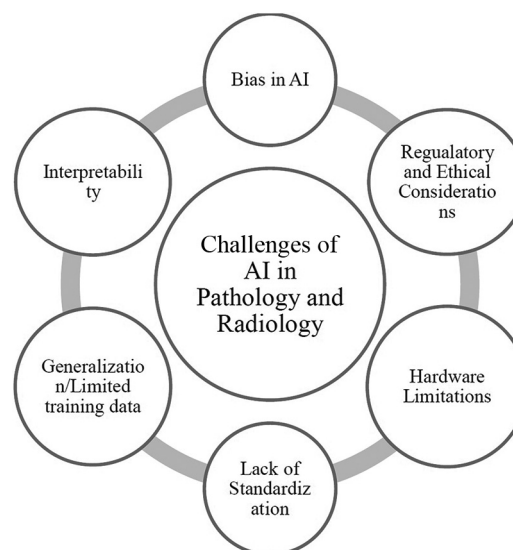 Bias in AI
Regualatory
and Ethical
Consideratio
ns
Hardware
Limitations
Lack of
Standardiz
ation
Generalizatio
n/Limited
training data
Interpretabili
ty
Challenges of
AI in
Pathology and
Radiology